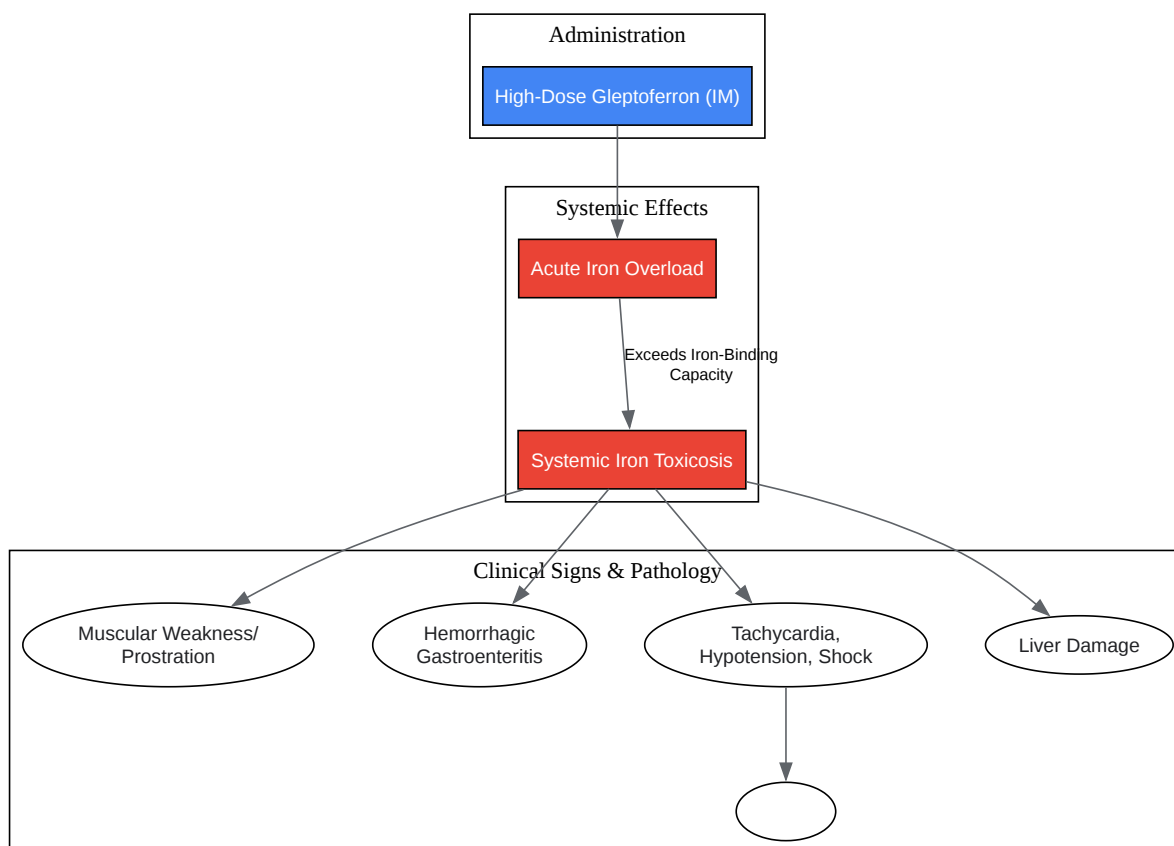 Administration
High-Dose Gleptoferron (IM)
Systemic Effects
Acute Iron Overload
Exceeds Iron-Binding
Capacity
Systemic Iron Toxicosis
Clinical Signs & Pathology
Muscular Weakness/
Prostration
Hemorrhagic
Gastroenteritis
Tachycardia,
Hypotension, Shock
Liver Damage